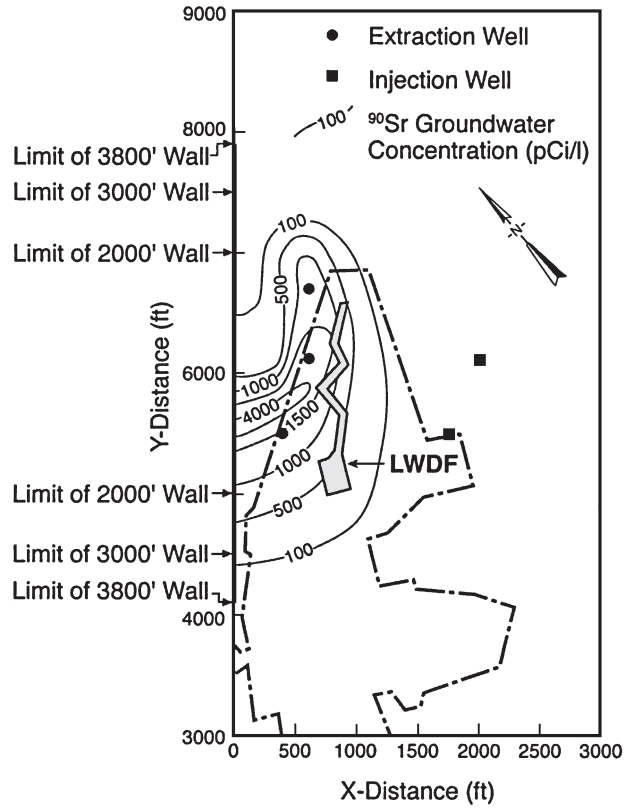 9000
Extraction Well
Injection Well
100
⁹⁰Sr Groundwater
Concentration (pCi/l)
8000
Limit of 3800' Wall
Limit of 3000' Wall
N
100
Limit of 2000' Wall
500
Y-Distance (ft)
6000
1000
4000
1500
LWDF
1000
Limit of 2000' Wall
500
Limit of 3000' Wall
100
Limit of 3800' Wall
4000
3000
0
500
1000
1500
2000
2500
3000
X-Distance (ft)